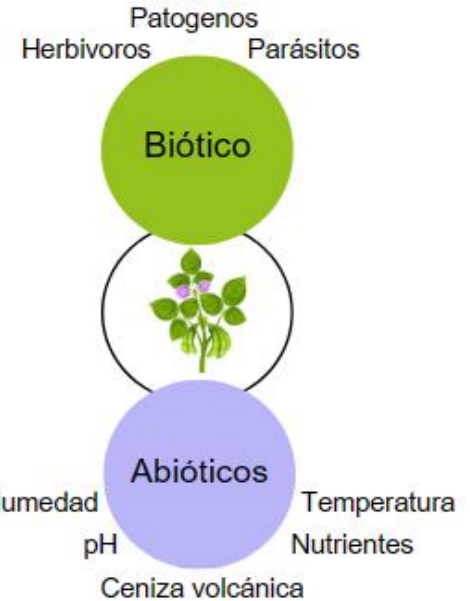 Patogenos
Herbivoros Parásitos
Biótico
Abióticos
umedad Temperatura
pH Nutrientes
Ceniza volcánica